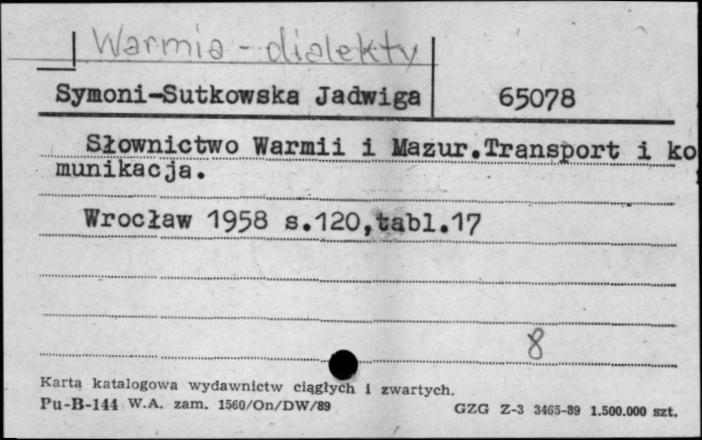 Warmia - dialekty
Symoni-Sutkowska Jadwiga 65078
Słownictwo Warmii i Mazur.Transport i ko
munikacja.
Wrocław 1958 s.120,tabl.17
8
Karta katalogowa wydawnictw ciągłych i zwartych.
Pu-B-144 W.A. zam. 1560/On/DW/89 GZG Z-3 3465-89 1.500.000 szt.